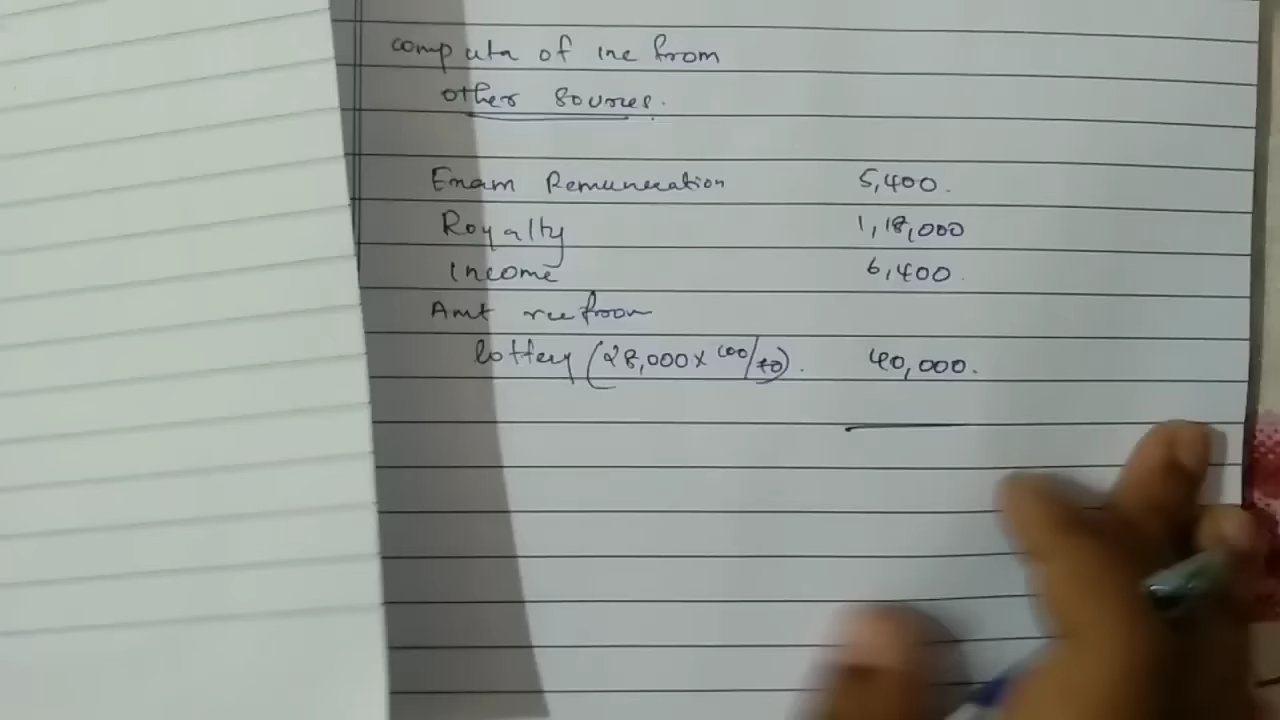 computa of inc from
other sources.
Exam Remuneration 5,400.
Royalty 1,18,000
Income 6,400.
Amt rec from
lottery (28,000 x 100/70). 40,000.